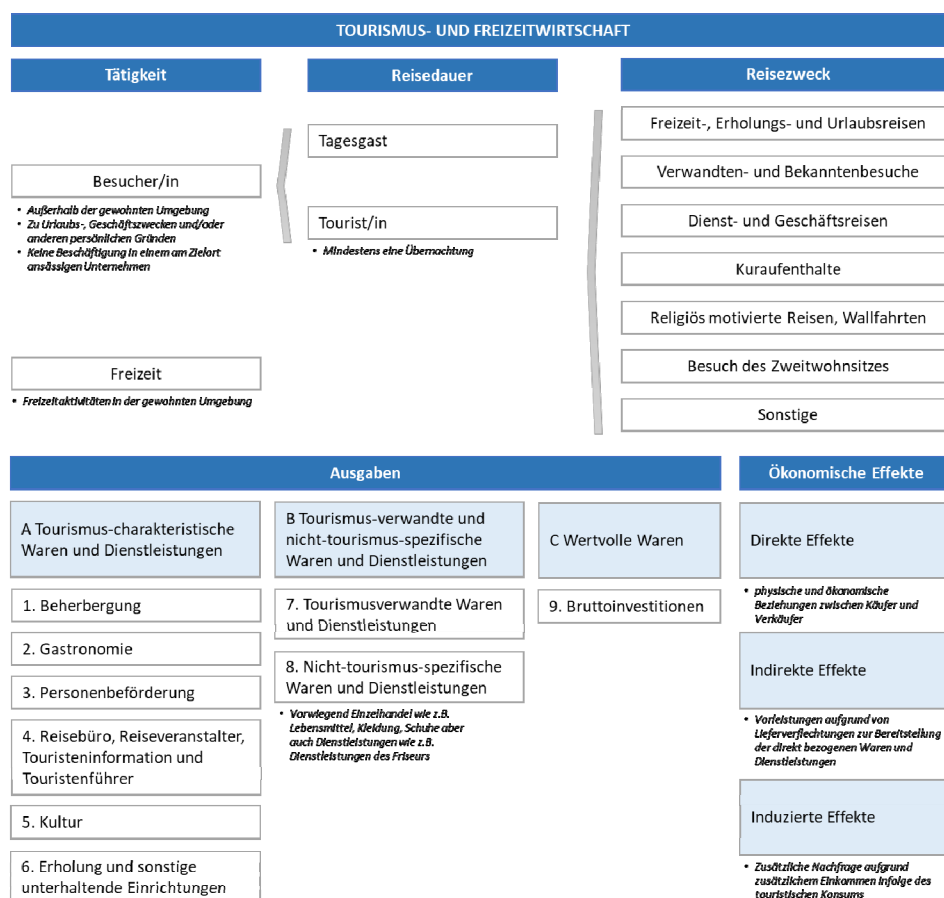 TOURISMUS- UND FREIZEITWIRTSCHAFT
Tätigkeit
Reisedauer
Reisezweck
Besucher/in
• Außerhalb der gewohnten Umgebung
• Zu Urlaubs-, Geschäftszwecken und/oder
anderen persönlichen Gründen
• Keine Beschäftigung in einem am Zielort
ansässigen Unternehmen
Freizeit
• Freizeitaktivitäten in der gewohnten Umgebung
Tagesgast
Tourist/in
• Mindestens eine Übernachtung
Freizeit-, Erholungs- und Urlaubsreisen
Verwandten- und Bekanntenbesuche
Dienst- und Geschäftsreisen
Kuraufenthalte
Religiös motivierte Reisen, Wallfahrten
Besuch des Zweitwohnsitzes
Sonstige
Ausgaben
Ökonomische Effekte
A Tourismus-charakteristische
Waren und Dienstleistungen
1. Beherbergung
2. Gastronomie
3. Personenbeförderung
4. Reisebüro, Reiseveranstalter,
Touristeninformation und
Touristenführer
5. Kultur
6. Erholung und sonstige
unterhaltende Einrichtungen
B Tourismus-verwandte und
nicht-tourismus-spezifische
Waren und Dienstleistungen
7. Tourismusverwandte Waren
und Dienstleistungen
8. Nicht-tourismus-spezifische
Waren und Dienstleistungen
• Vorwiegend Einzelhandel wie z.B.
Lebensmittel, Kleidung, Schuhe aber
auch Dienstleistungen wie z.B.
Dienstleistungen des Friseurs
C Wertvolle Waren
9. Bruttoinvestitionen
Direkte Effekte
• physische und ökonomische
Beziehungen zwischen Käufer und
Verkäufer
Indirekte Effekte
• Vorleistungen aufgrund von
Lieferverflechtungen zur Bereitstellung
der direkt bezogenen Waren und
Dienstleistungen
Induzierte Effekte
• Zusätzliche Nachfrage aufgrund
zusätzlichem Einkommen infolge des
touristischen Konsums